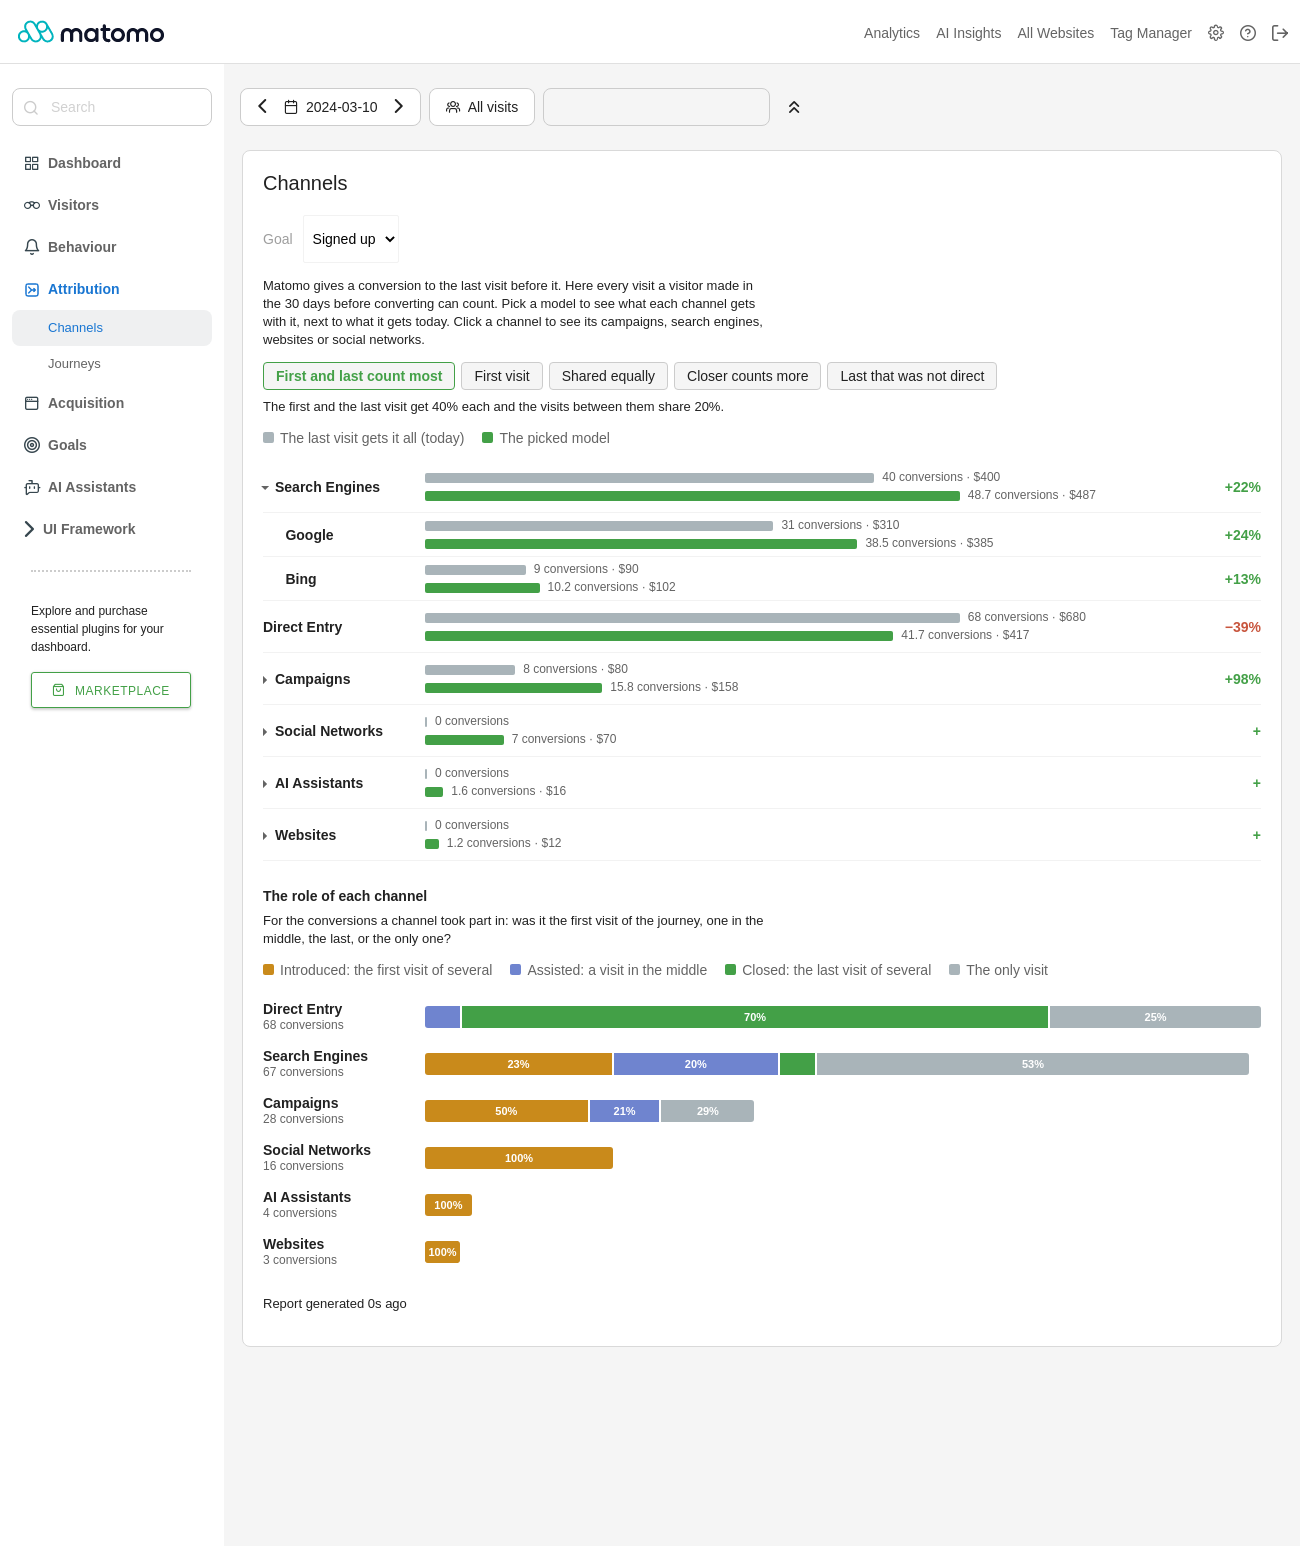 matomo
Analytics AI Insights All Websites Tag Manager
Search
2024-03-10 All visits
Dashboard
Visitors
Behaviour
Attribution
Channels
Journeys
Acquisition
Goals
AI Assistants
UI Framework
Explore and purchase
essential plugins for your
dashboard.
MARKETPLACE
Channels
Goal Signed up
Matomo gives a conversion to the last visit before it. Here every visit a visitor made in
the 30 days before converting can count. Pick a model to see what each channel gets
with it, next to what it gets today. Click a channel to see its campaigns, search engines,
websites or social networks.
First and last count most First visit Shared equally Closer counts more Last that was not direct
The first and the last visit get 40% each and the visits between them share 20%.
The last visit gets it all (today) The picked model
Search Engines 40 conversions · $400
48.7 conversions · $487 +22%
Google 31 conversions · $310
38.5 conversions · $385 +24%
Bing 9 conversions · $90
10.2 conversions · $102 +13%
Direct Entry 68 conversions · $680
41.7 conversions · $417 −39%
Campaigns 8 conversions · $80
15.8 conversions · $158 +98%
Social Networks 0 conversions
7 conversions · $70 +
AI Assistants 0 conversions
1.6 conversions · $16 +
Websites 0 conversions
1.2 conversions · $12 +
The role of each channel
For the conversions a channel took part in: was it the first visit of the journey, one in the
middle, the last, or the only one?
Introduced: the first visit of several Assisted: a visit in the middle Closed: the last visit of several The only visit
Direct Entry
68 conversions 70% 25%
Search Engines
67 conversions 23% 20% 53%
Campaigns
28 conversions 50% 21% 29%
Social Networks
16 conversions 100%
AI Assistants
4 conversions 100%
Websites
3 conversions 100%
Report generated 0s ago